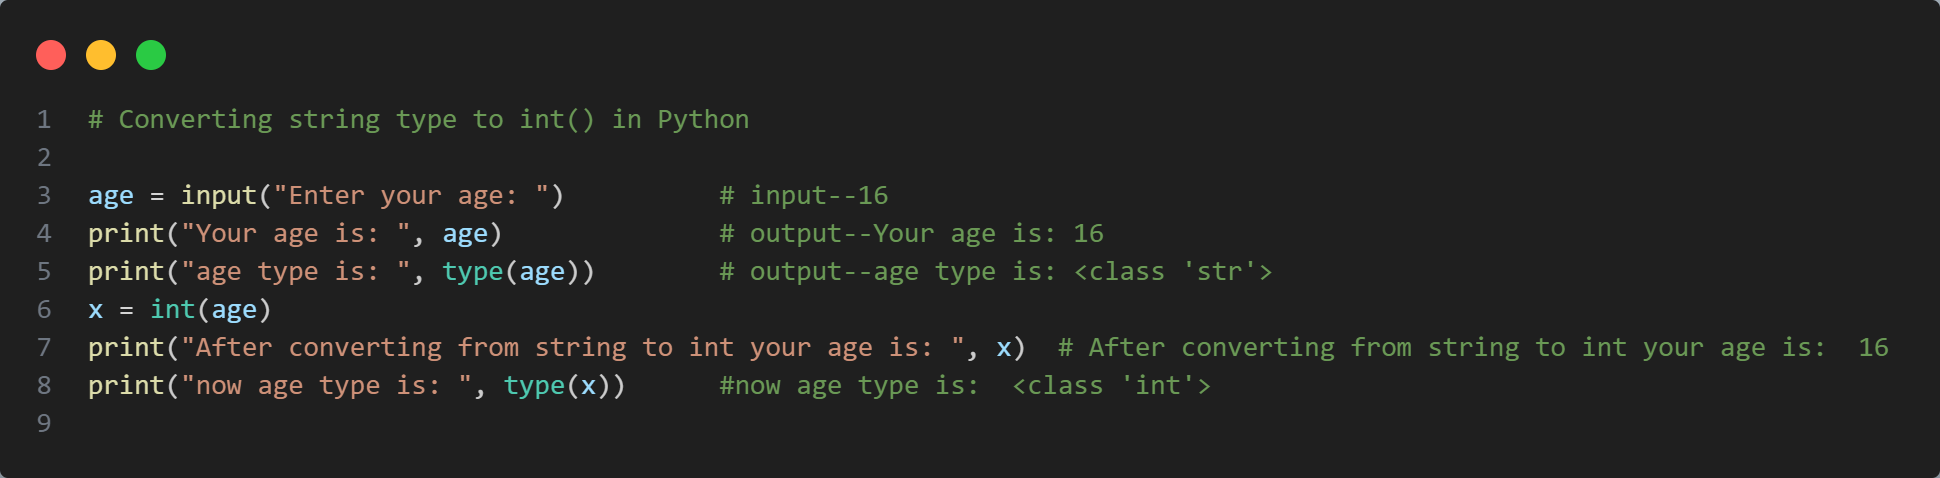 1 # Converting string type to int() in Python
2
3 age = input("Enter your age: ")          # input--16
4 print("Your age is: ", age)              # output--Your age is: 16
5 print("age type is: ", type(age))        # output--age type is: <class 'str'>
6 x = int(age)
7 print("After converting from string to int your age is: ", x)  # After converting from string to int your age is:  16
8 print("now age type is: ", type(x))      #now age type is:  <class 'int'>
9